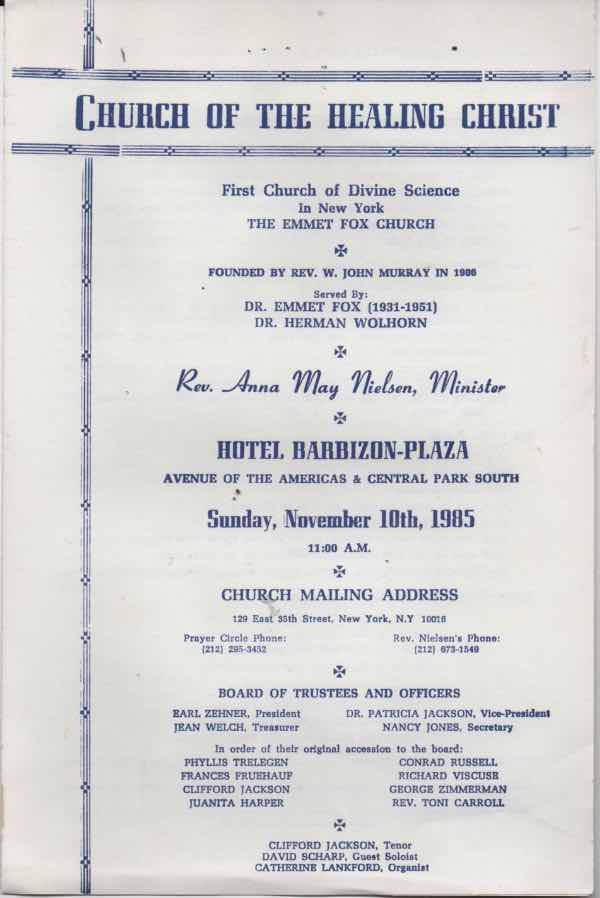 CHURCH OF THE HEALING CHRIST
First Church of Divine Science
In New York
THE EMMET FOX CHURCH
FOUNDED BY REV. W. JOHN MURRAY IN 1906
Served By:
DR. EMMET FOX (1931-1951)
DR. HERMAN WOLHORN
Rev. Anna May Nielsen, Minister
HOTEL BARBIZON-PLAZA
AVENUE OF THE AMERICAS & CENTRAL PARK SOUTH
Sunday, November 10th, 1985
11:00 A.M.
CHURCH MAILING ADDRESS
129 East 35th Street, New York, N.Y 10016
Prayer Circle Phone: Rev. Nielsen's Phone:
(212) 295-3452 (212) 673-1549
BOARD OF TRUSTEES AND OFFICERS
EARL ZEHNER, President DR. PATRICIA JACKSON, Vice-President
JEAN WELCH, Treasurer NANCY JONES, Secretary
In order of their original accession to the board:
PHYLLIS TRELEGEN CONRAD RUSSELL
FRANCES FRUEHAUF RICHARD VISCUSE
CLIFFORD JACKSON GEORGE ZIMMERMAN
JUANITA HARPER REV. TONI CARROLL
CLIFFORD JACKSON, Tenor
DAVID SCHARP, Guest Soloist
CATHERINE LANKFORD, Organist